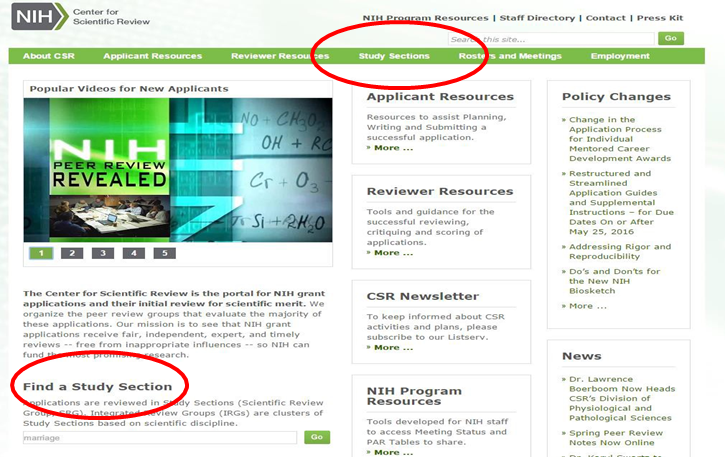 NIH Center for
Scientific Review
NIH Program Resources | Staff Directory | Contact | Press Kit
Search this site...
Go
About CSR Applicant Resources Reviewer Resources Study Sections Rosters and Meetings Employment
Popular Videos for New Applicants
NIH
PEER REVIEW
REVEALED
NIH
NO + CH3O
OH + RC
Cr + O3
Si + 2H2O
1 2 3 4 5
The Center for Scientific Review is the portal for NIH grant
applications and their initial review for scientific merit. We
organize the peer review groups that evaluate the majority of
these applications. Our mission is to see that NIH grant
applications receive fair, independent, expert, and timely
reviews -- free from inappropriate influences -- so NIH can
fund the most promising research.
Find a Study Section
Applications are reviewed in Study Sections (Scientific Review
Group, SRG). Integrated Review Groups (IRGs) are clusters of
Study Sections based on scientific discipline.
marriage
Go
Applicant Resources
Resources to assist Planning,
Writing and Submitting a
successful application.
» More ...
Reviewer Resources
Tools and guidance for the
successful reviewing,
critiquing and scoring of
applications.
» More ...
CSR Newsletter
To keep informed about CSR
activities and plans, please
subscribe to our Listserv.
» More ...
NIH Program
Resources
Tools developed for NIH staff
to access Meeting Status and
PAR Tables to share.
» More ...
Policy Changes
» Change in the
Application Process
for Individual
Mentored Career
Development Awards
» Restructured and
Streamlined
Application Guides
and Supplemental
Instructions – for Due
Dates On or After
May 25, 2016
» Addressing Rigor and
Reproducibility
» Do's and Don'ts for
the New NIH
Biosketch
» More ...
News
» Dr. Lawrence
Boerboom Now Heads
CSR's Division of
Physiological and
Pathological Sciences
» Spring Peer Review
Notes Now Online